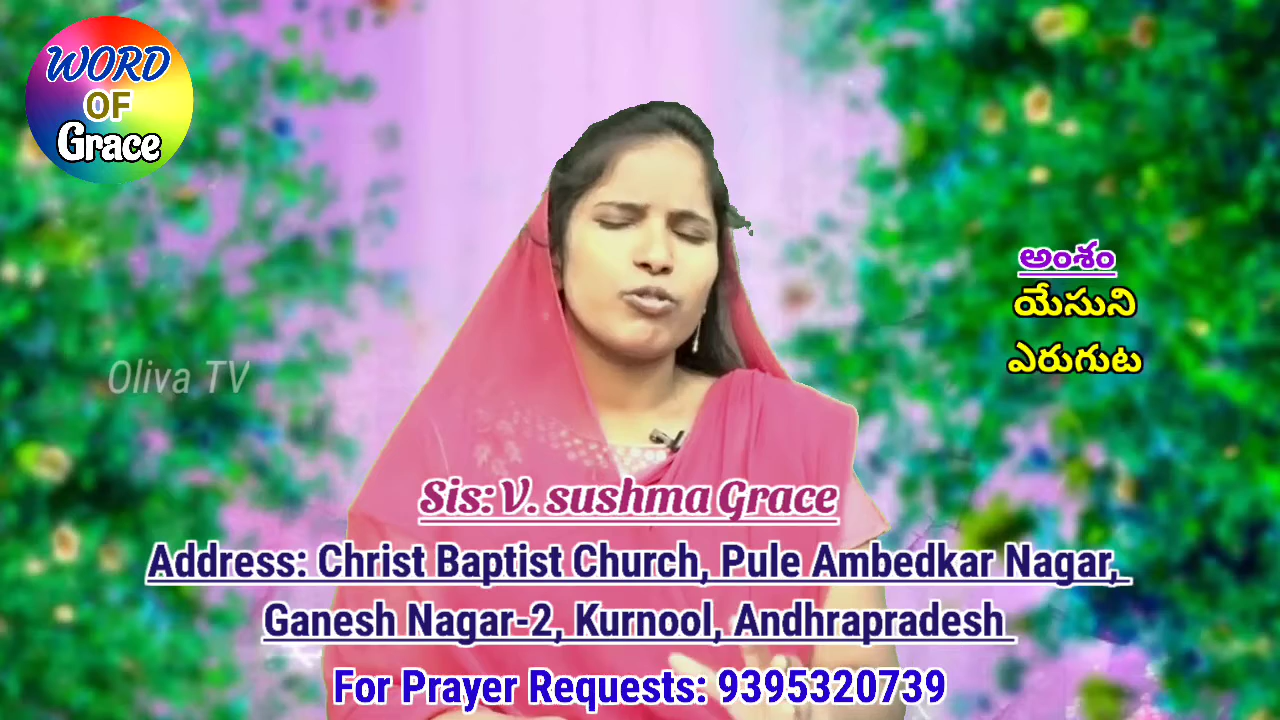 WORD
OF
Grace
అంశం
యేసుని
ఎరుగుట
Oliva TV
Sis: V. sushma Grace
Address: Christ Baptist Church, Pule Ambedkar Nagar,
Ganesh Nagar-2, Kurnool, Andhrapradesh
For Prayer Requests: 9395320739